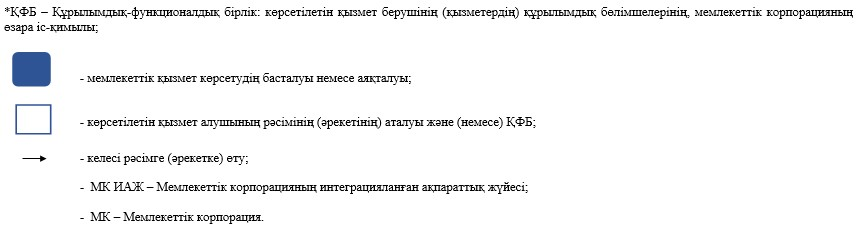 *ҚФБ – Құрылымдық-функционалдық бірлік: көрсетілетін қызмет берушінің (қызметердің) құрылымдық бөлімшелерінің, мемлекеттік корпорацияның
өзара іс-қимылы;
- мемлекеттік қызмет көрсетудің басталуы немесе аяқталуы;
- көрсетілетін қызмет алушының рәсімінің (әрекетінің) аталуы және (немесе) ҚФБ;
- келесі рәсімге (әрекетке) өту;
- МК ИАЖ – Мемлекеттік корпорацияның интеграцияланған ақпараттық жүйесі;
- МК – Мемлекеттік корпорация.